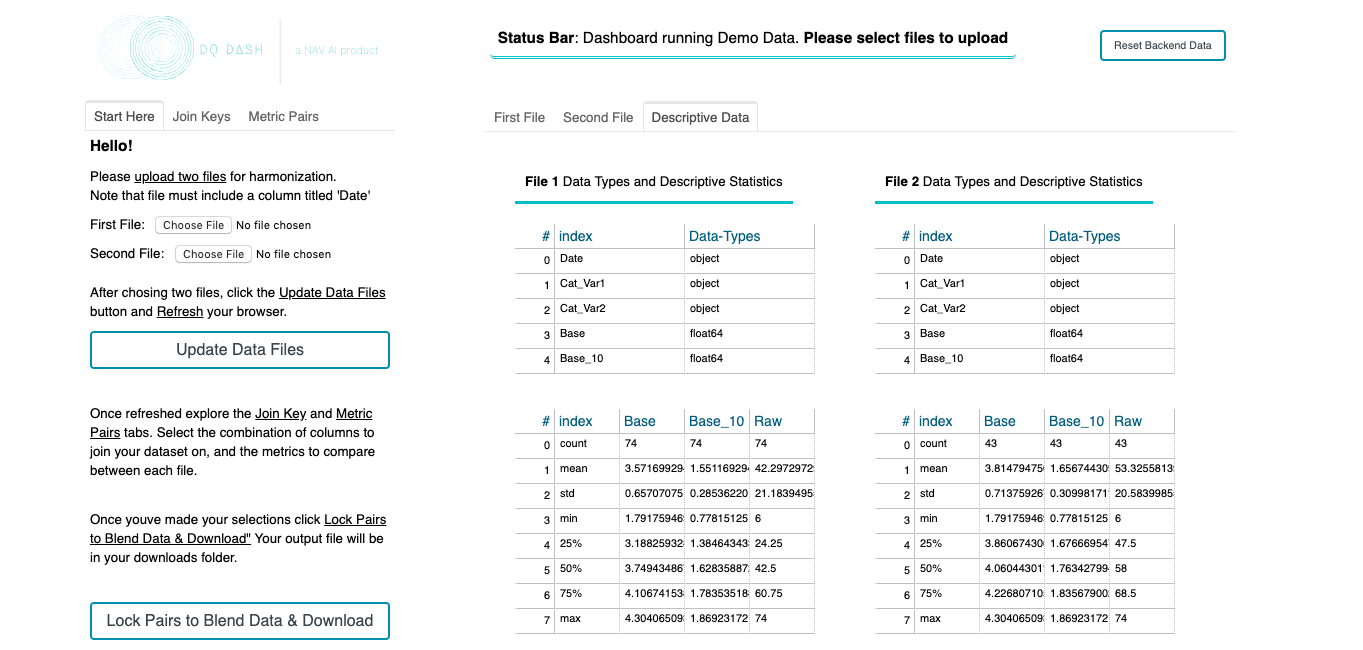 DQ DASH
a NAV AI product
Status Bar: Dashboard running Demo Data. Please select files to upload
Reset Backend Data
Start Here Join Keys Metric Pairs
Hello!
Please upload two files for harmonization.
Note that file must include a column titled 'Date'
First File: Choose File No file chosen
Second File: Choose File No file chosen
After chosing two files, click the Update Data Files
button and Refresh your browser.
Update Data Files
Once refreshed explore the Join Key and Metric
Pairs tabs. Select the combination of columns to
join your dataset on, and the metrics to compare
between each file.
Once youve made your selections click Lock Pairs
to Blend Data & Download" Your output file will be
in your downloads folder.
Lock Pairs to Blend Data & Download
First File Second File Descriptive Data
File 1 Data Types and Descriptive Statistics
# index Data-Types
0 Date object
1 Cat_Var1 object
2 Cat_Var2 object
3 Base float64
4 Base_10 float64
# index Base Base_10 Raw
0 count 74 74 74
1 mean 3.571699294 1.551169294 42.2972972
2 std 0.65707075 0.28536220 21.1839495
3 min 1.79175946 0.77815125 6
4 25% 3.18825932 1.38464343 24.25
5 50% 3.74943486 1.62835887 42.5
6 75% 4.10674153 1.78353518 60.75
7 max 4.30406509 1.86923172 74
File 2 Data Types and Descriptive Statistics
# index Data-Types
0 Date object
1 Cat_Var1 object
2 Cat_Var2 object
3 Base float64
4 Base_10 float64
# index Base Base_10 Raw
0 count 43 43 43
1 mean 3.81479475 1.65674430 53.3255813
2 std 0.71375926 0.30998171 20.5839985
3 min 1.79175946 0.77815125 6
4 25% 3.86067430 1.67666954 47.5
5 50% 4.06044301 1.76342799 58
6 75% 4.22680710 1.83567900 68.5
7 max 4.30406509 1.86923172 74